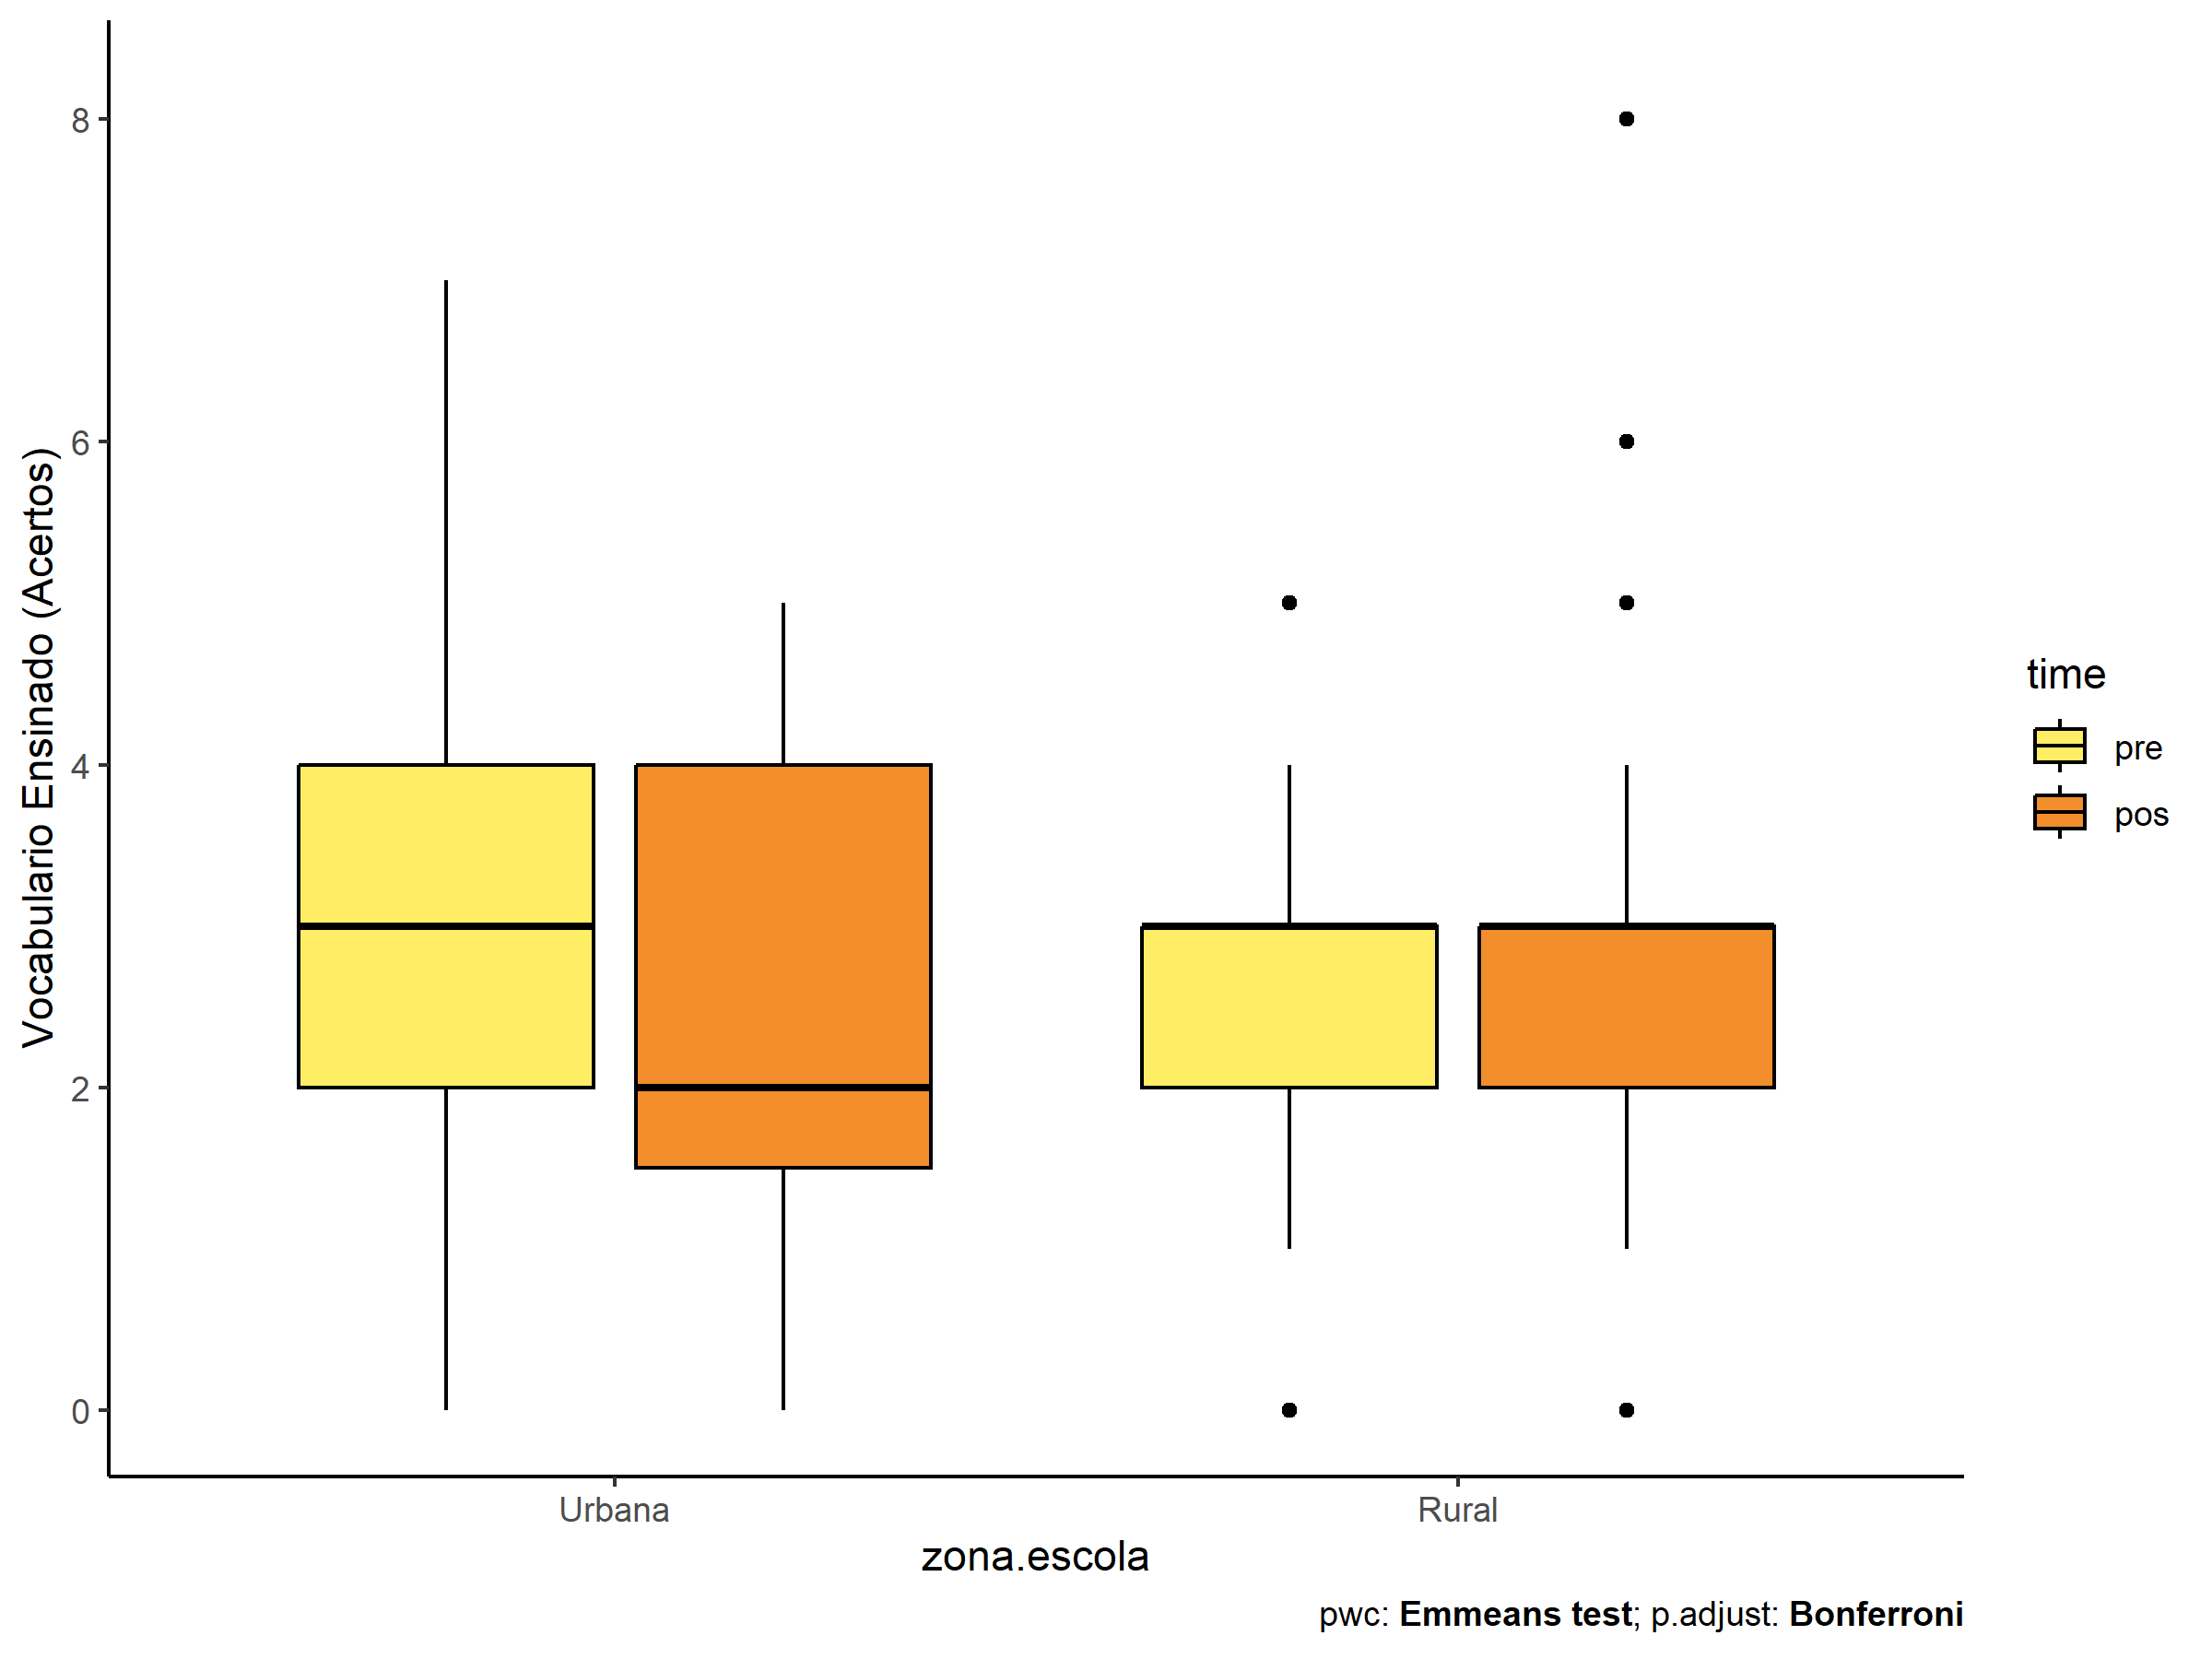 Vocabulario Ensinado (Acertos)
8
6
4
2
0
Urbana
Rural
zona.escola
time
pre
pos
pwc: Emmeans test; p.adjust: Bonferroni